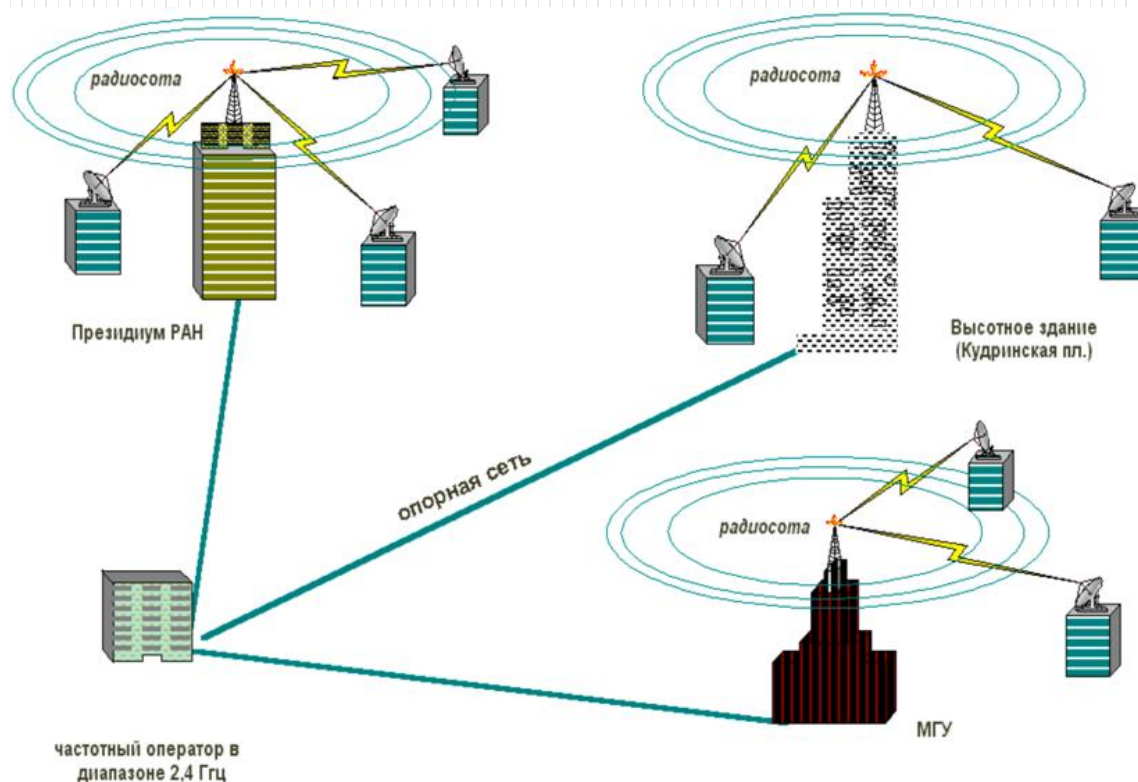 радиосота
радиосота
Президиум РАН
Высотное здание
(Кудринская пл.)
опорная сеть
радиосота
МГУ
частотный оператор в
диапазоне 2,4 Ггц